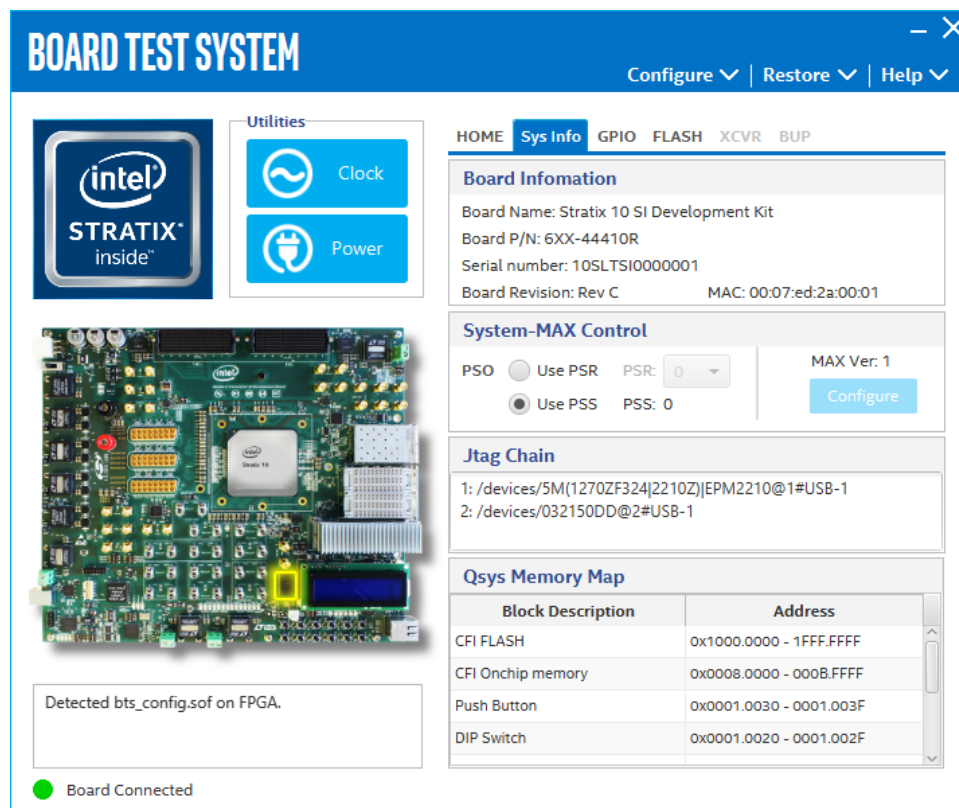 BOARD TEST SYSTEM
Configure | Restore | Help
Utilities
Clock
Power
intel
STRATIX
inside™
intel
intel
Stratix 10
Detected bts_config.sof on FPGA.
Board Connected
HOME Sys Info GPIO FLASH XCVR BUP
Board Infomation
Board Name: Stratix 10 SI Development Kit
Board P/N: 6XX-44410R
Serial number: 10SLTSI0000001
Board Revision: Rev C MAC: 00:07:ed:2a:00:01
System-MAX Control
PSO Use PSR PSR: 0
Use PSS PSS: 0
MAX Ver: 1
Configure
Jtag Chain
1: /devices/5M(1270ZF324|2210Z)|EPM2210@1#USB-1
2: /devices/032150DD@2#USB-1
Qsys Memory Map
Block Description Address
CFI FLASH 0x1000.0000 - 1FFF.FFFF
CFI Onchip memory 0x0008.0000 - 000B.FFFF
Push Button 0x0001.0030 - 0001.003F
DIP Switch 0x0001.0020 - 0001.002F